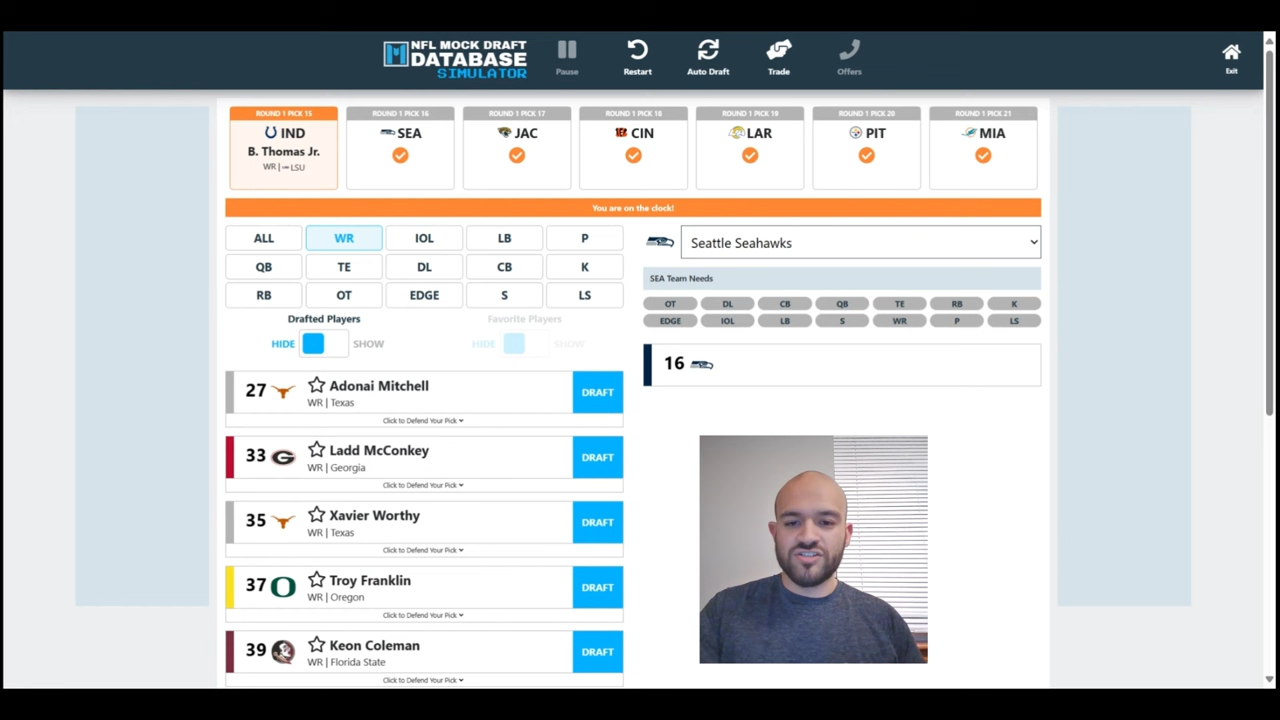 NFL MOCK DRAFT
DATABASE
SIMULATOR
Pause
Restart
Auto Draft
Trade
Offers
Exit
ROUND 1 PICK 15
IND
B. Thomas Jr.
WR | LSU
ROUND 1 PICK 16
SEA
ROUND 1 PICK 17
JAC
ROUND 1 PICK 18
CIN
ROUND 1 PICK 19
LAR
ROUND 1 PICK 20
PIT
ROUND 1 PICK 21
MIA
You are on the clock!
ALL WR IOL LB P
QB TE DL CB K
RB OT EDGE S LS
Drafted Players
HIDE SHOW
Favorite Players
HIDE SHOW
27 Adonai Mitchell
WR | Texas
DRAFT
Click to Defend Your Pick
33 Ladd McConkey
WR | Georgia
DRAFT
Click to Defend Your Pick
35 Xavier Worthy
WR | Texas
DRAFT
Click to Defend Your Pick
37 Troy Franklin
WR | Oregon
DRAFT
Click to Defend Your Pick
39 Keon Coleman
WR | Florida State
DRAFT
Click to Defend Your Pick
Seattle Seahawks
SEA Team Needs
OT DL CB QB TE RB K
EDGE IOL LB S WR P LS
16